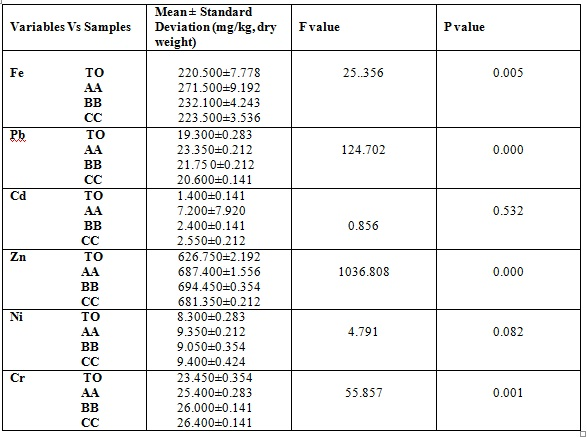 Variables Vs Samples Mean ± Standard Deviation (mg/kg, dry weight) F value P value
Fe TO 220.500±7.778 25..356 0.005
AA 271.500±9.192
BB 232.100±4.243
CC 223.500±3.536
Pb TO 19.300±0.283
AA 23.350±0.212 124.702 0.000
BB 21.75 0±0.212
CC 20.600±0.141
Cd TO 1.400±0.141
AA 7.200±7.920 0.532
BB 2.400±0.141 0.856
CC 2.550±0.212
Zn TO 626.750±2.192
AA 687.400±1.556 1036.808 0.000
BB 694.450±0.354
CC 681.350±0.212
Ni TO 8.300±0.283
AA 9.350±0.212 4.791 0.082
BB 9.050±0.354
CC 9.400±0.424
Cr TO 23.450±0.354
AA 25.400±0.283 55.857 0.001
BB 26.000±0.141
CC 26.400±0.141